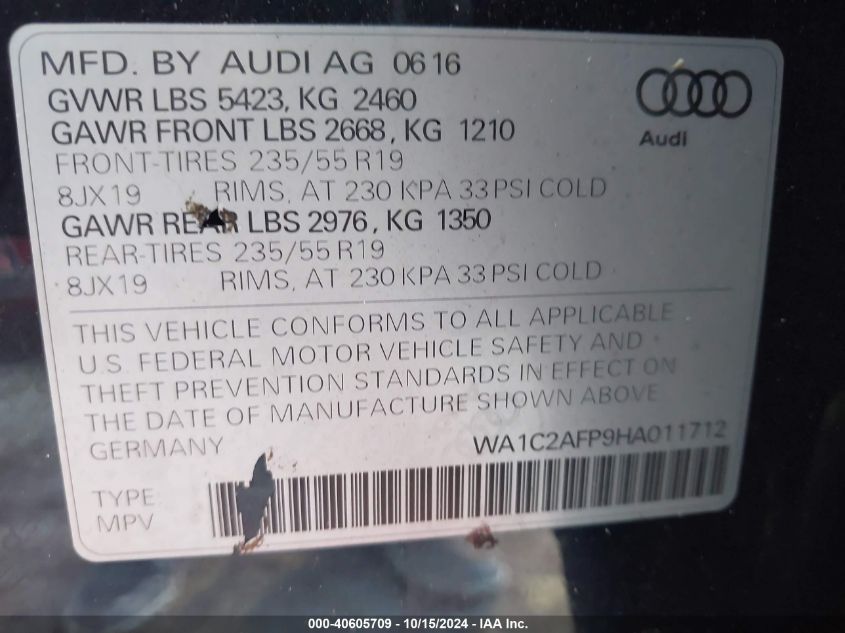 MFD. BY AUDI AG 0616
GVWR LBS 5423, KG 2460
GAWR FRONT LBS 2668, KG 1210
FRONT-TIRES 235/55 R19
8JX19 RIMS, AT 230 KPA 33 PSI COLD
GAWR REAR LBS 2976, KG 1350
REAR-TIRES 235/55 R19
8JX19 RIMS, AT 230 KPA 33 PSI COLD
Audi
THIS VEHICLE CONFORMS TO ALL APPLICABLE
U.S. FEDERAL MOTOR VEHICLE SAFETY AND
THEFT PREVENTION STANDARDS IN EFFECT ON
THE DATE OF MANUFACTURE SHOWN ABOVE
GERMANY WA1C2AFP9HA011712
TYPE
MPV
000-40605709 - 10/15/2024 - IAA Inc.